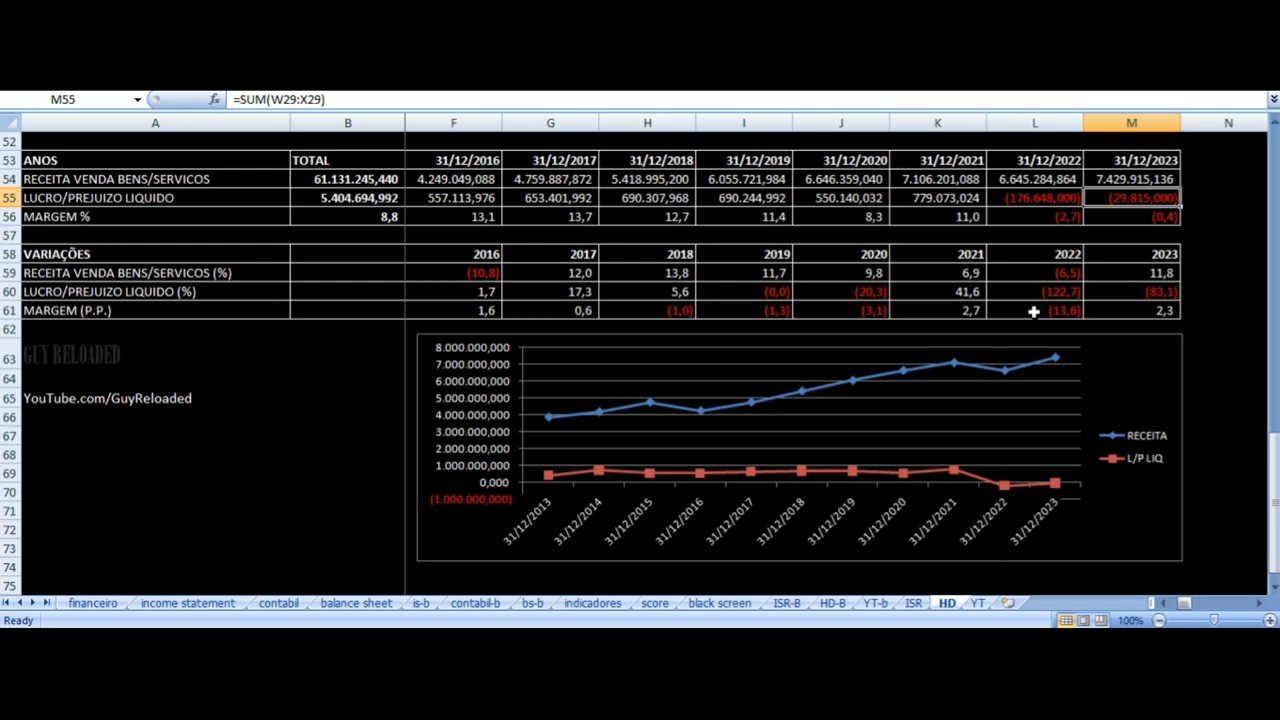 M55 fx =SUM(W29:X29)
A B F G H I J K L M N
52
53 ANOS TOTAL 31/12/2016 31/12/2017 31/12/2018 31/12/2019 31/12/2020 31/12/2021 31/12/2022 31/12/2023
54 RECEITA VENDA BENS/SERVICOS 61.131.245,440 4.249.049,088 4.759.887,872 5.418.995,200 6.055.721,984 6.646.359,040 7.106.201,088 6.645.284,864 7.429.915,136
55 LUCRO/PREJUIZO LIQUIDO 5.404.694,992 557.113,976 653.401,992 690.307,968 690.244,992 550.140,032 779.073,024 (176.648,000) (29.815,000)
56 MARGEM % 8,8 13,1 13,7 12,7 11,4 8,3 11,0 (2,7) (0,4)
57
58 VARIAÇÕES 2016 2017 2018 2019 2020 2021 2022 2023
59 RECEITA VENDA BENS/SERVICOS (%) (10,8) 12,0 13,8 11,7 9,8 6,9 (6,5) 11,8
60 LUCRO/PREJUIZO LIQUIDO (%) 1,7 17,3 5,6 (0,0) (20,3) 41,6 (122,7) (83,1)
61 MARGEM (P.P.) 1,6 0,6 (1,0) (1,3) (3,1) 2,7 (13,6) 2,3
62
63 GUY RELOADED
64
65 YouTube.com/GuyReloaded
66
67
68
69
70
71
72
73
74
75
8.000.000,000
7.000.000,000
6.000.000,000
5.000.000,000
4.000.000,000
3.000.000,000
2.000.000,000
1.000.000,000
0,000
(1.000.000,000)
31/12/2013 31/12/2014 31/12/2015 31/12/2016 31/12/2017 31/12/2018 31/12/2019 31/12/2020 31/12/2021 31/12/2022 31/12/2023
RECEITA
L/P LIQ
financeiro income statement contabil balance sheet is-b contabil-b bs-b indicadores score black screen ISR-B HD-B YT-b ISR HD YT
Ready 100%